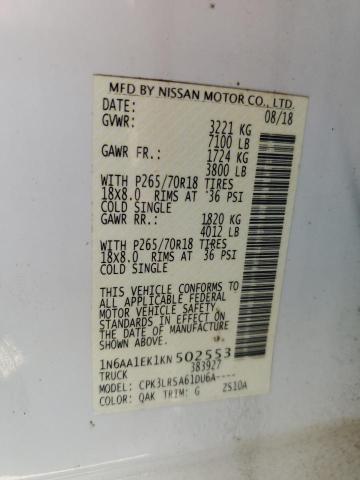 MFD BY NISSAN MOTOR CO., LTD.
DATE: 08/18
GVWR: 3221 KG
7100 LB
GAWR FR.: 1724 KG
3800 LB
WITH P265/70R18 TIRES
18X8.0 RIMS AT 36 PSI
COLD SINGLE
GAWR RR.: 1820 KG
4012 LB
WITH P265/70R18 TIRES
18X8.0 RIMS AT 36 PSI
COLD SINGLE
THIS VEHICLE CONFORMS TO
ALL APPLICABLE FEDERAL
MOTOR VEHICLE SAFETY
STANDARDS IN EFFECT ON
THE DATE OF MANUFACTURE
SHOWN ABOVE.
1N6AA1EK1KN502553
TRUCK 383927
MODEL: CPK3LRSA61DU6A----
COLOR: QAK TRIM: G 2S10A